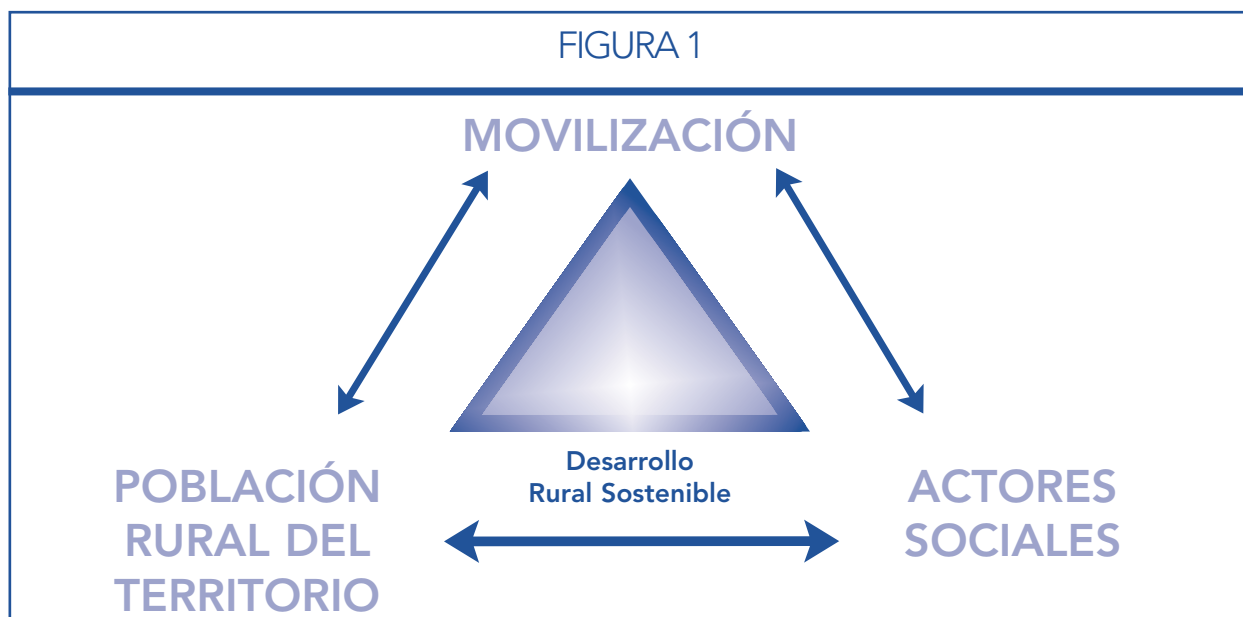 FIGURA 1
MOVILIZACIÓN
Desarrollo
Rural Sostenible
POBLACIÓN
RURAL DEL
TERRITORIO
ACTORES
SOCIALES